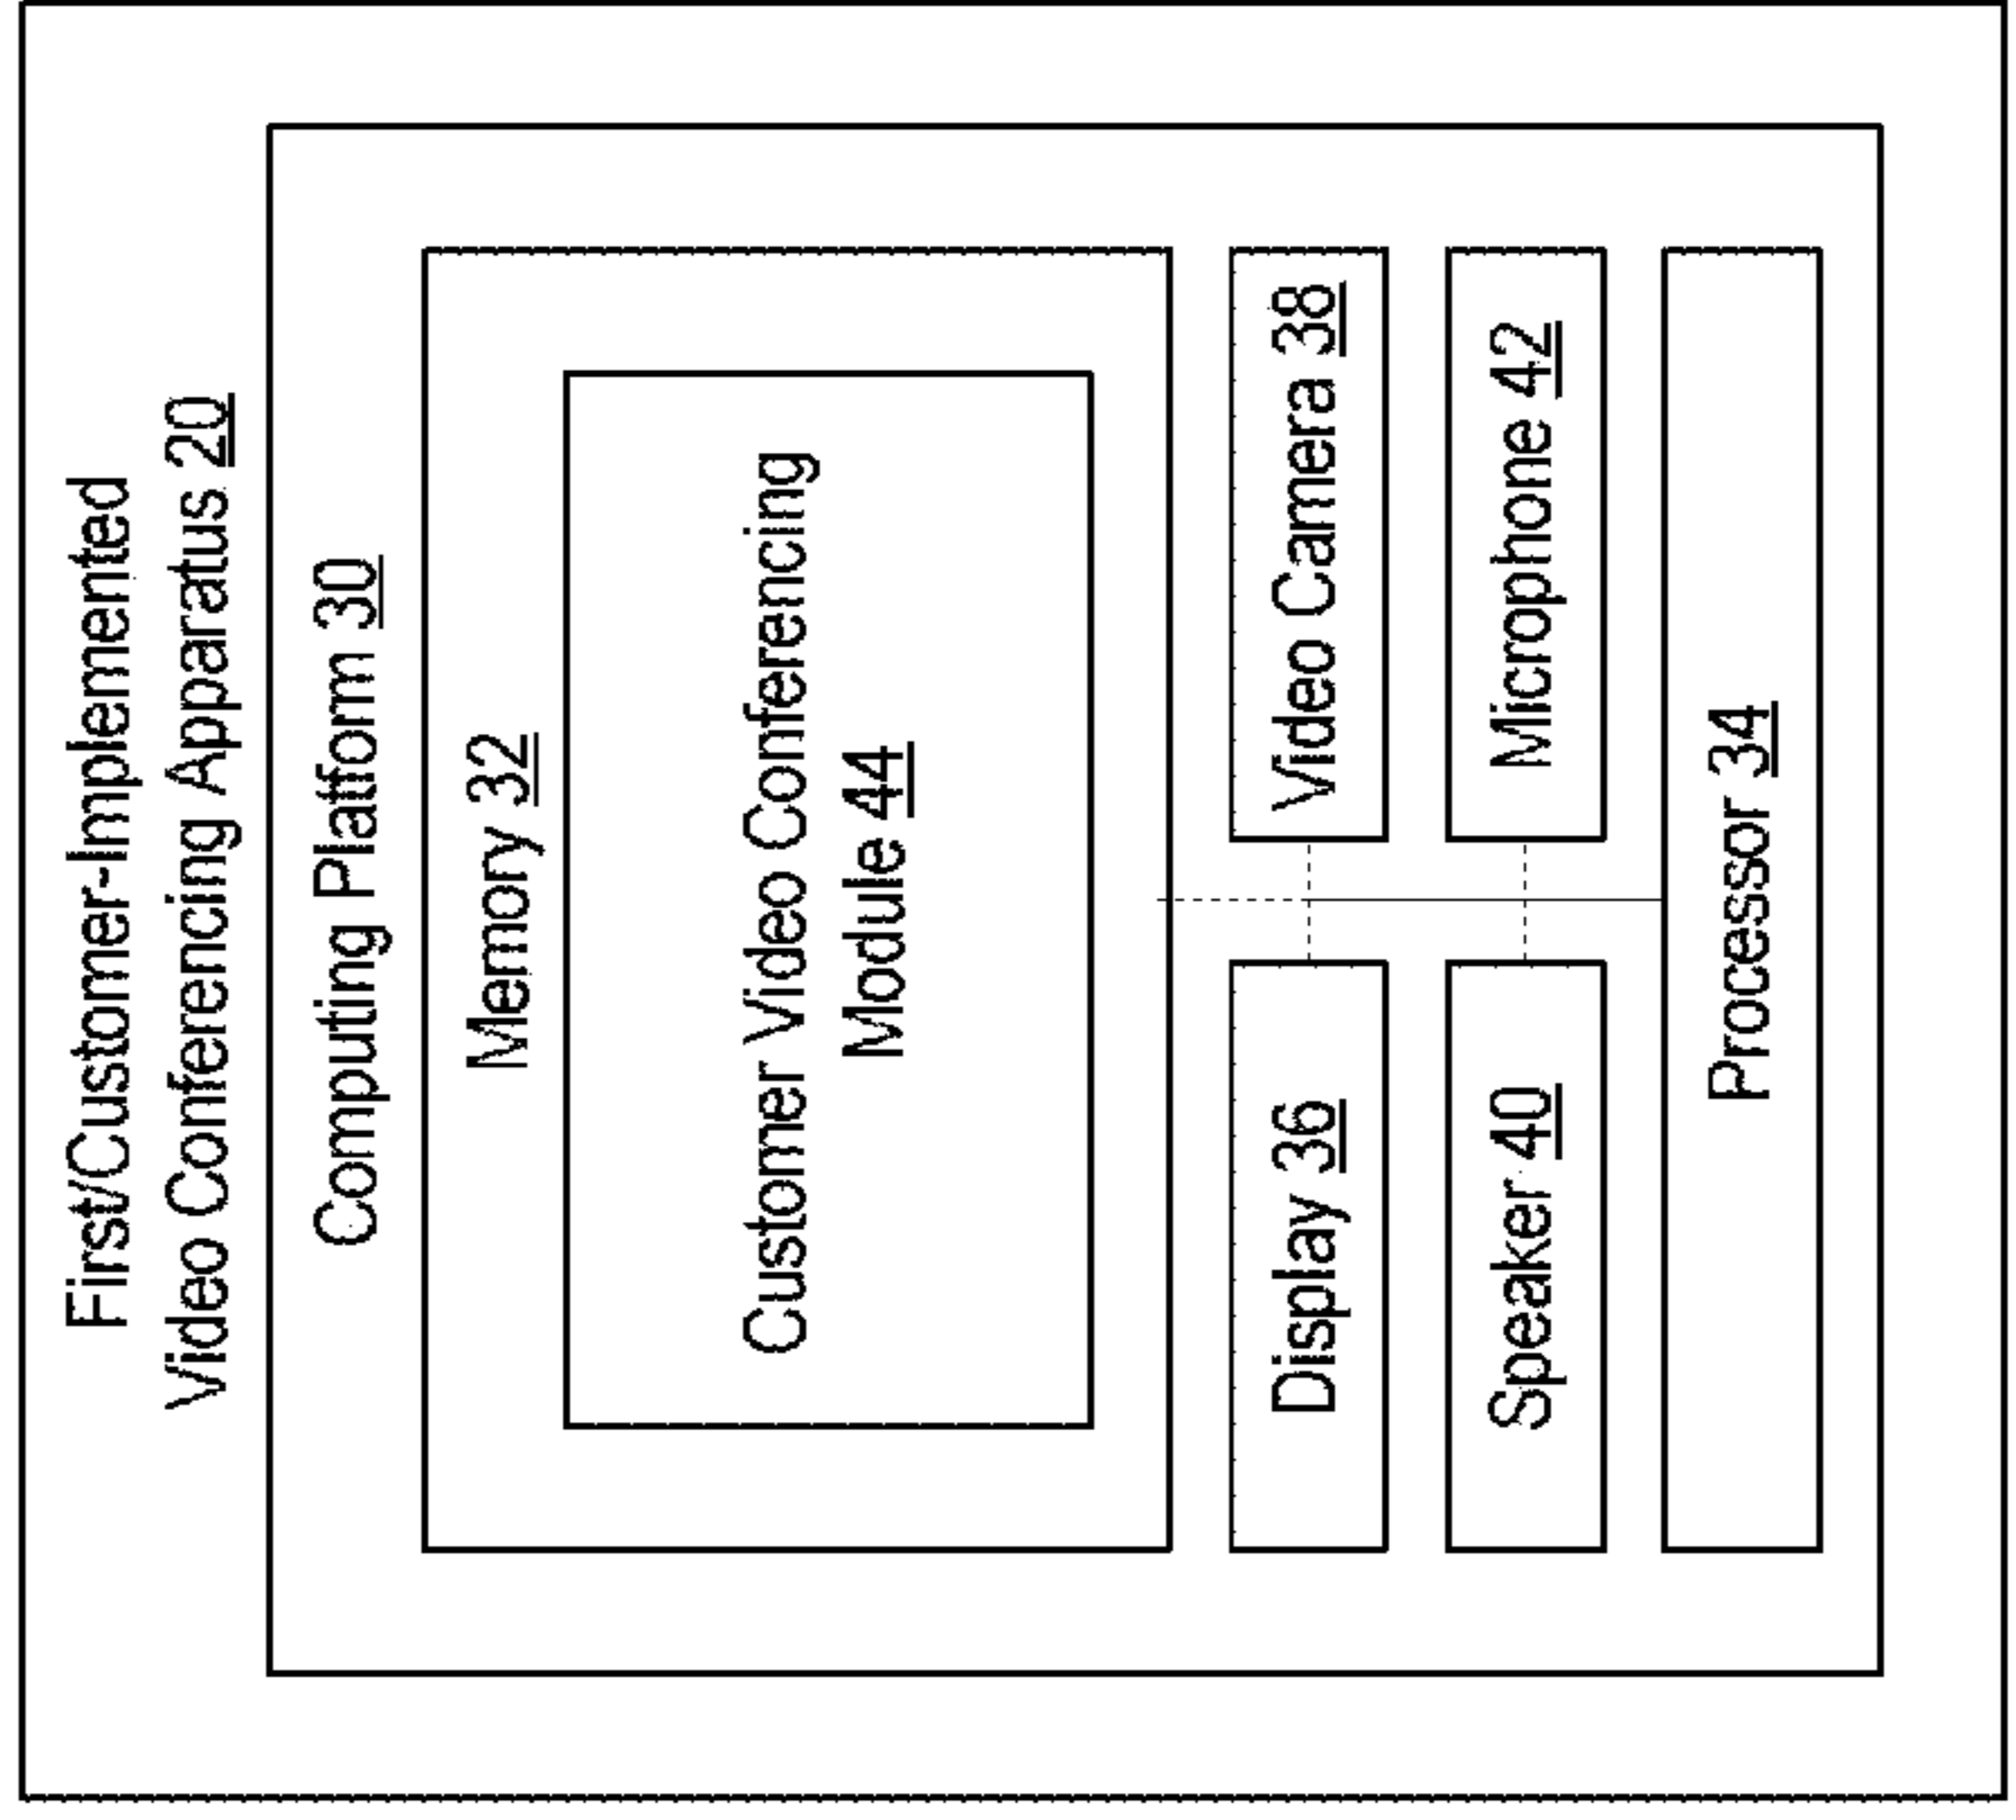 First/Customer-Implemented
Video Conferencing Apparatus 20
Computing Platform 30
Memory 32
Customer Video Conferencing
Module 44
Display 36
Video Camera 38
Speaker 40
Microphone 42
Processor 34